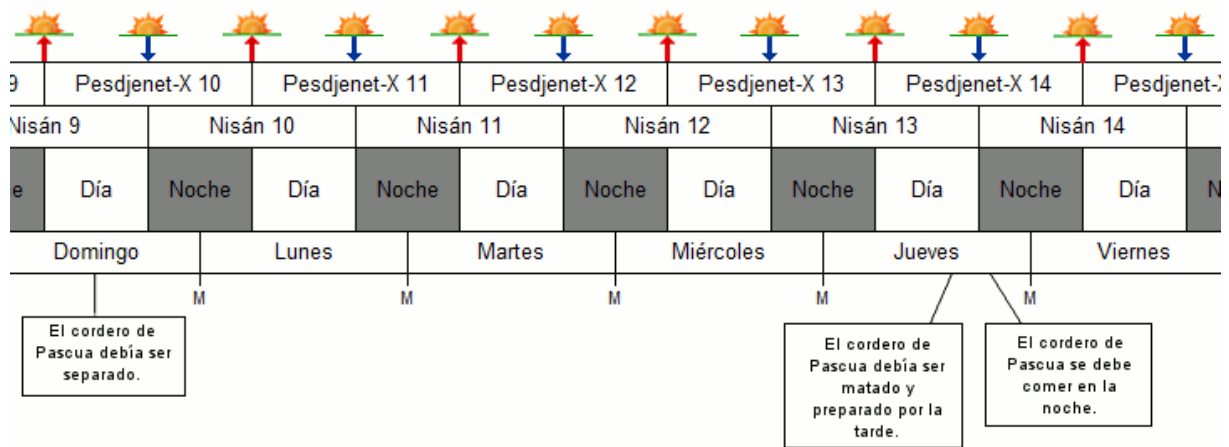 9 Pesdjenet-X 10 Pesdjenet-X 11 Pesdjenet-X 12 Pesdjenet-X 13 Pesdjenet-X 14 Pesdjenet-X
Nisán 9 Nisán 10 Nisán 11 Nisán 12 Nisán 13 Nisán 14
e Día Noche Día Noche Día Noche Día Noche Día Noche Día N
Domingo Lunes Martes Miércoles Jueves Viernes
M M M M M
El cordero de
Pascua debía ser
separado.
El cordero de
Pascua debía ser
matado y
preparado por la
tarde.
El cordero de
Pascua se debe
comer en la
noche.